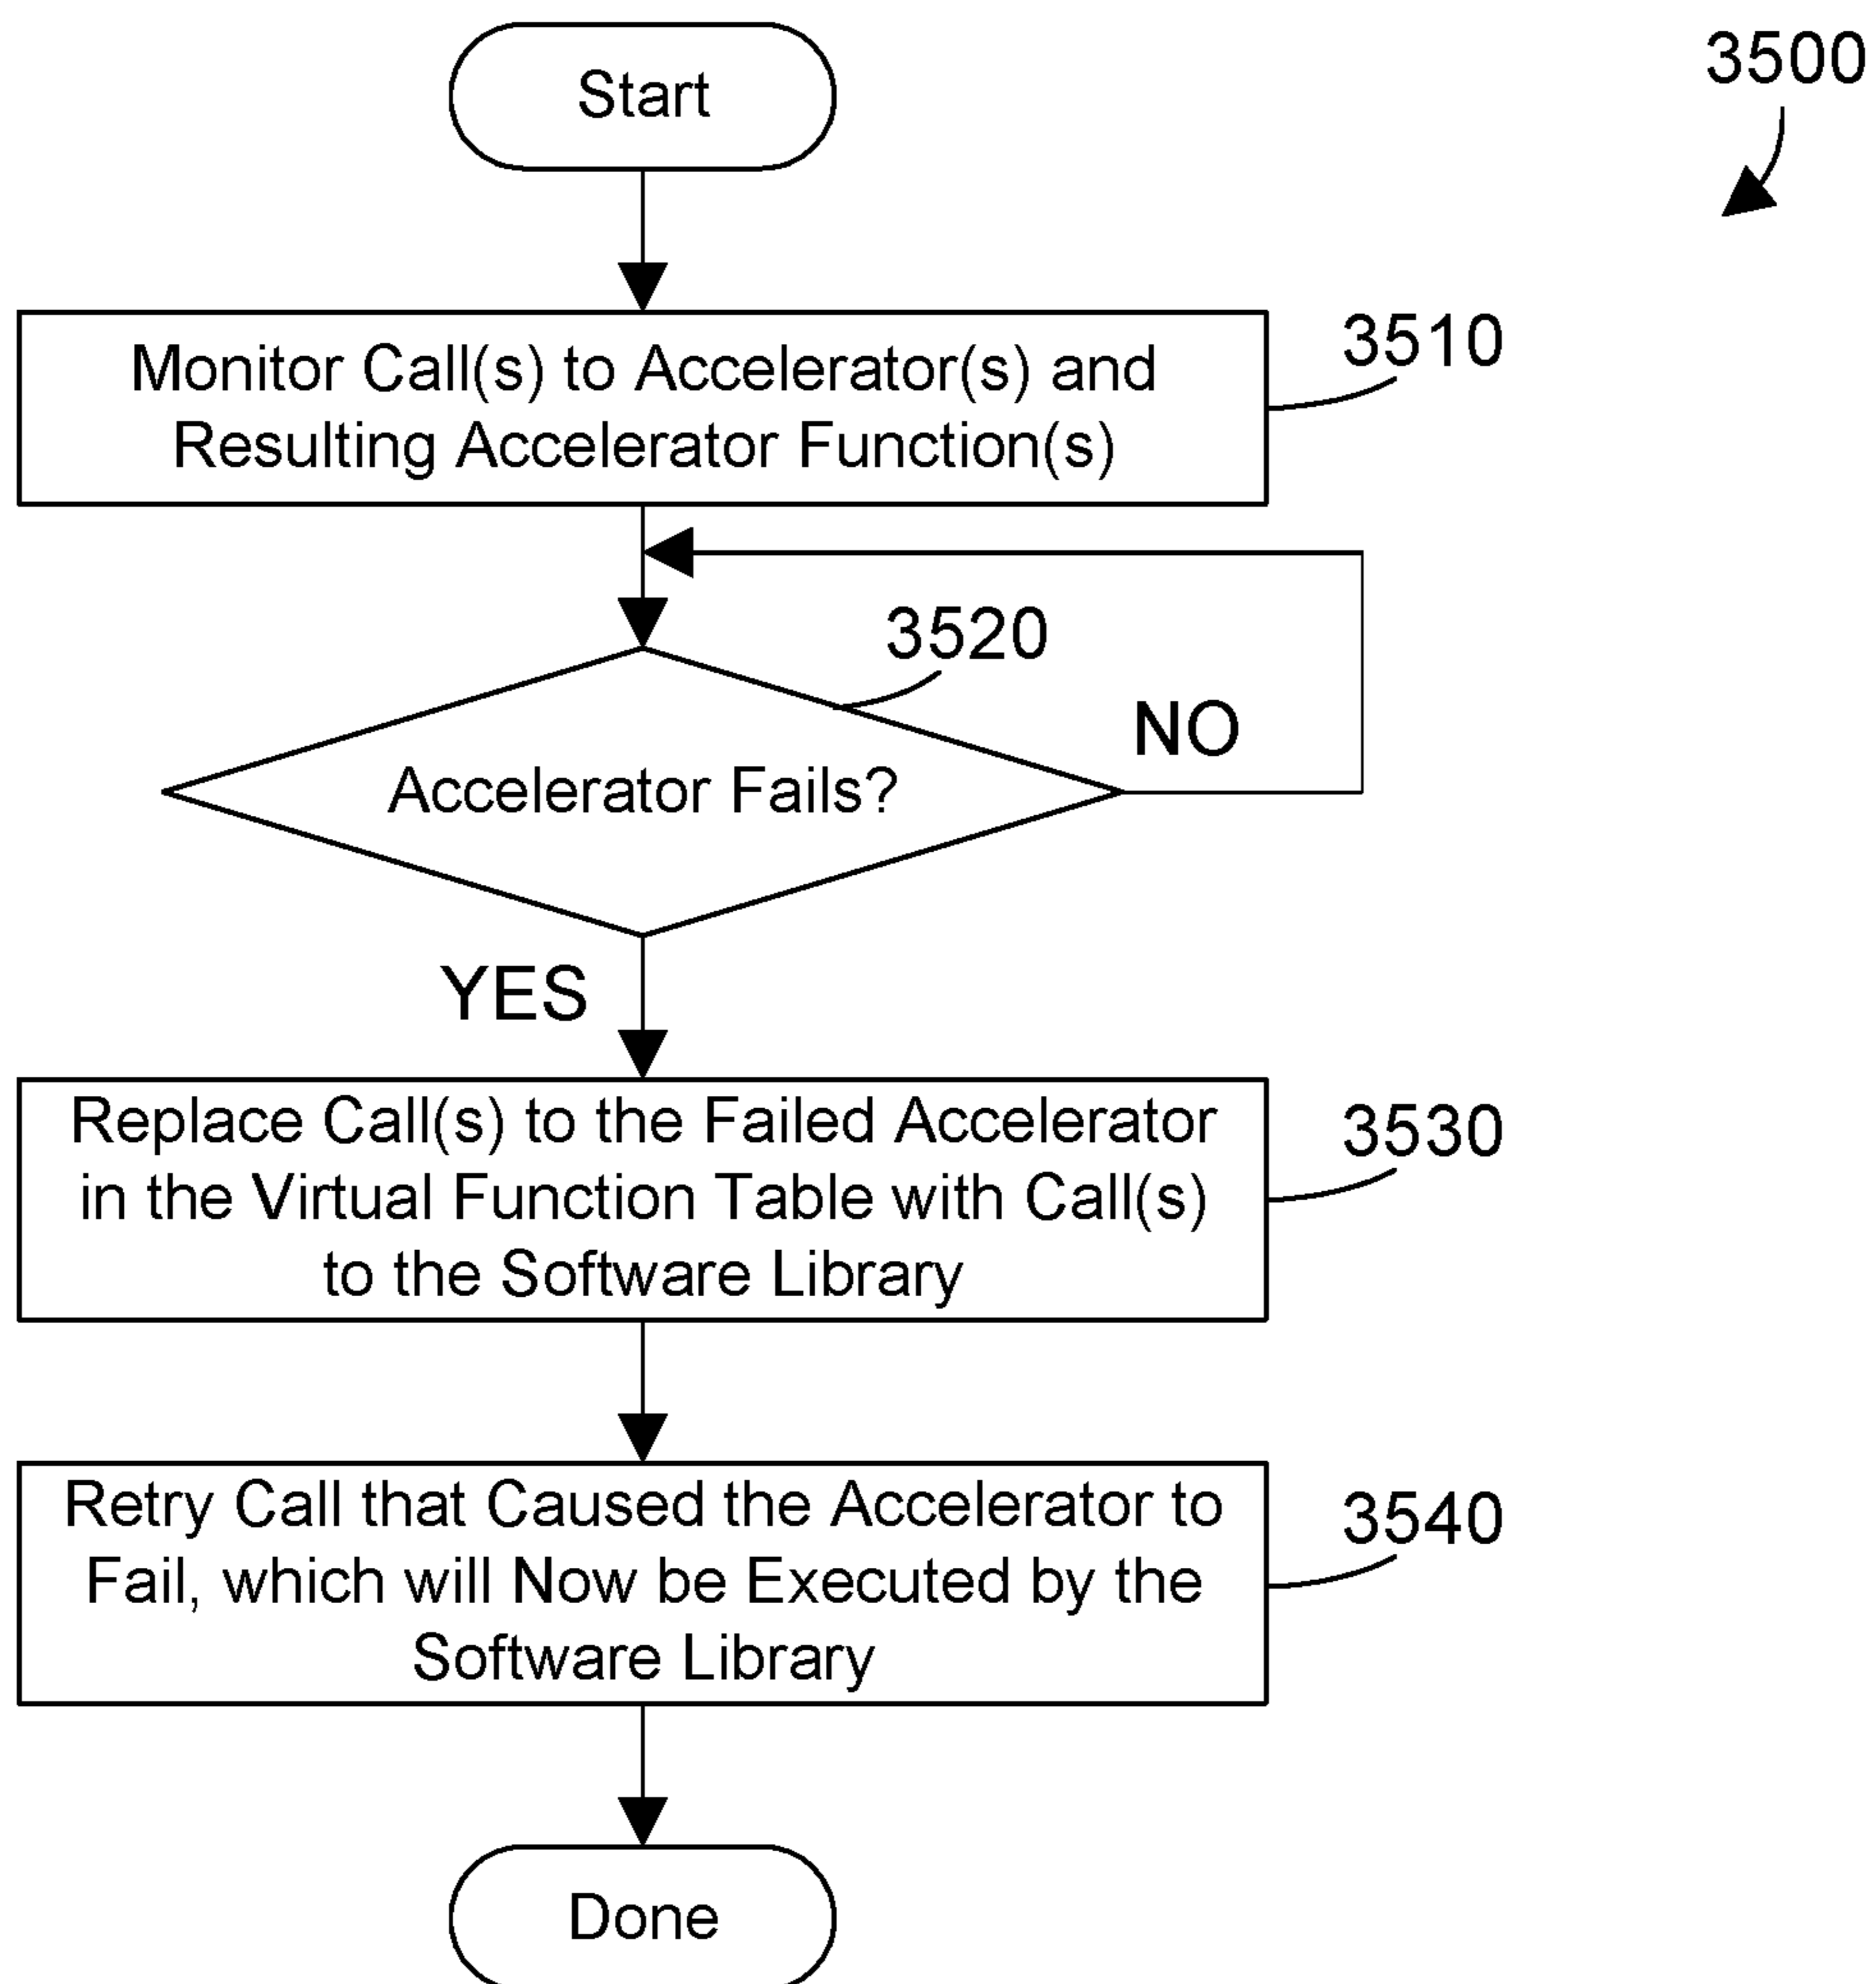 Start
3500
Monitor Call(s) to Accelerator(s) and
Resulting Accelerator Function(s)
3510
3520
NO
Accelerator Fails?
YES
Replace Call(s) to the Failed Accelerator
in the Virtual Function Table with Call(s)
to the Software Library
3530
Retry Call that Caused the Accelerator to
Fail, which will Now be Executed by the
Software Library
3540
Done